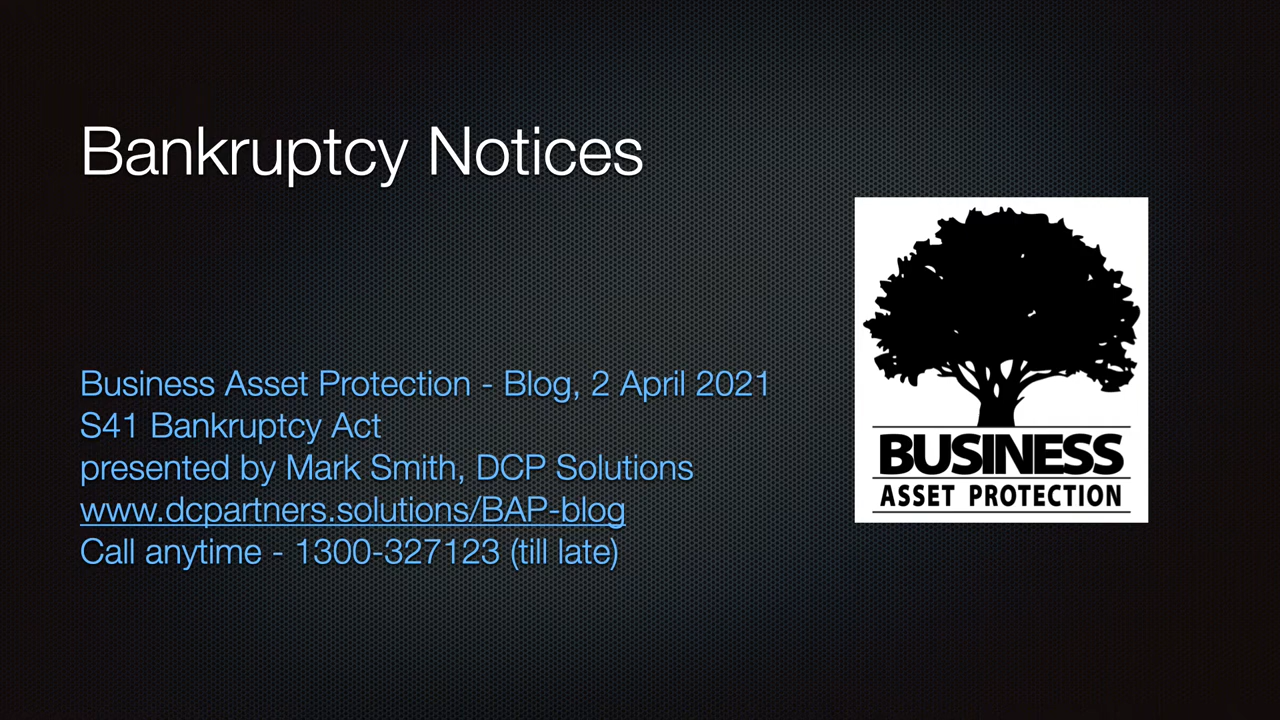 Bankruptcy Notices
Business Asset Protection - Blog, 2 April 2021
S41 Bankruptcy Act
presented by Mark Smith, DCP Solutions
www.dcpartners.solutions/BAP-blog
Call anytime - 1300-327123 (till late)
BUSINESS
ASSET PROTECTION